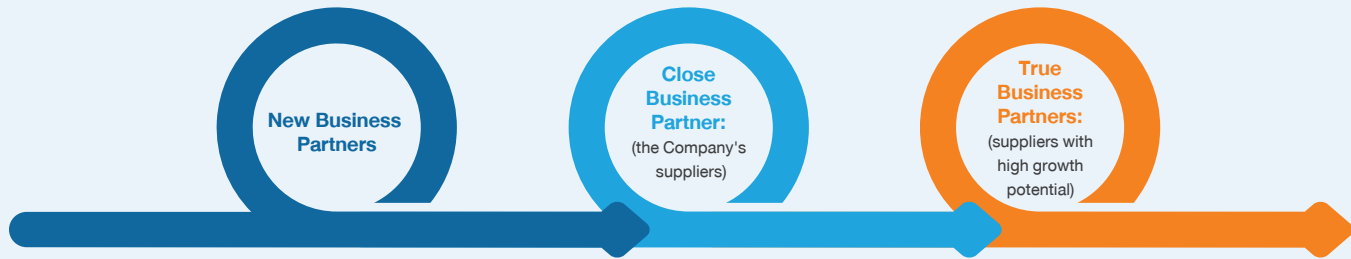 New Business
Partners
Close
Business
Partner:
(the Company's
suppliers)
True
Business
Partners:
(suppliers with
high growth
potential)